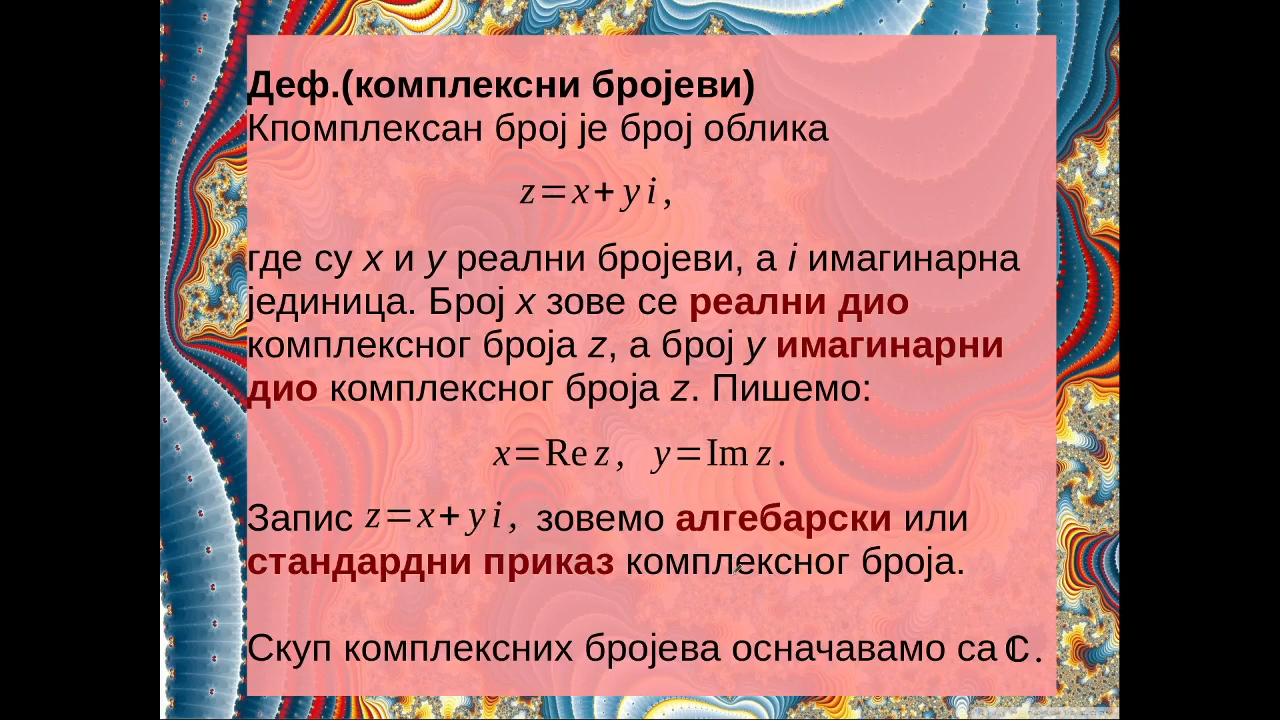 Деф.(комплексни бројеви)
Кпомплексан број је број облика
z=x+yi,
где су x и y реални бројеви, а i имагинарна
јединица. Број x зове се реални дио
комплексног броја z, а број y имагинарни
дио комплексног броја z. Пишемо:
x=Re z, y=Im z.
Запис z=x+yi, зовемо алгебарски или
стандардни приказ комплексног броја.
Скуп комплексних бројева осначавамо са ℂ.